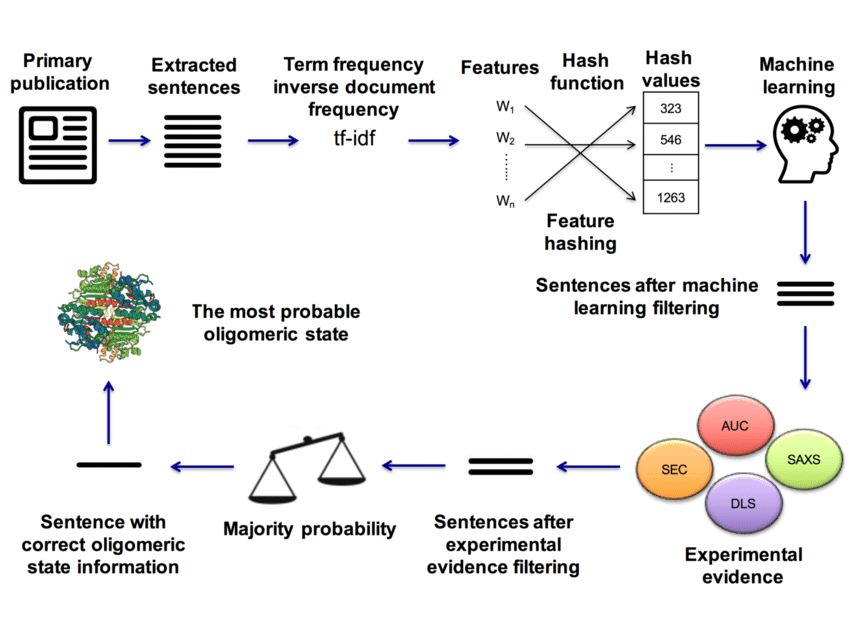 Primary
publication
Extracted
sentences
Term frequency
inverse document
frequency
tf-idf
Features
Hash
function
Hash
values
Machine
learning
W1
W2
Wn
323
546
⋮
1263
Feature
hashing
Sentences after machine
learning filtering
The most probable
oligomeric state
AUC
SEC
SAXS
DLS
Experimental
evidence
Sentences after
experimental
evidence filtering
Majority probability
Sentence with
correct oligomeric
state information